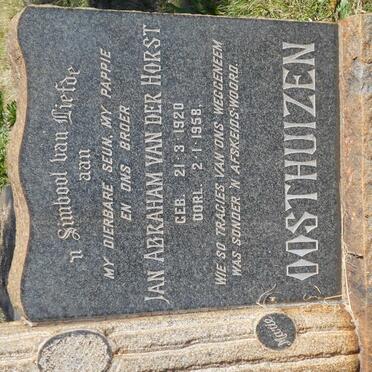 'n Simbool van Liefde
aan
MY DIERBARE SEUN, MY PAPPIE
EN ONS BROER
JAN ABRAHAM VAN DER HORST
GEB. 21·3·1920
OORL. 2·1·1958.
WIE SO TRAGIES VAN ONS WEGGENEEM
WAS SONDER 'N AFSKEIDSWOORD.
OOSTHUIZEN